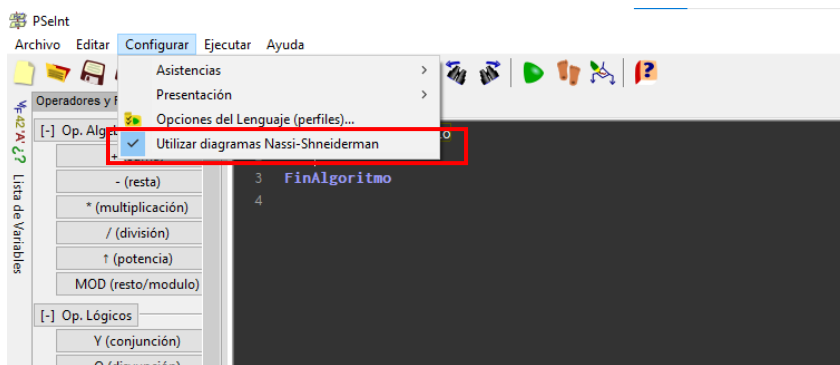 PSeInt
Archivo Editar Configurar Ejecutar Ayuda
Asistencias
Presentación
Opciones del Lenguaje (perfiles)...
Utilizar diagramas Nassi-Shneiderman
Operadores y
[-] Op.
- (resta)
* (multiplicación)
/ (división)
↑ (potencia)
MOD (resto/modulo)
[-] Op. Lógicos
Y (conjunción)
Lista de Variables
3 FinAlgoritmo
4